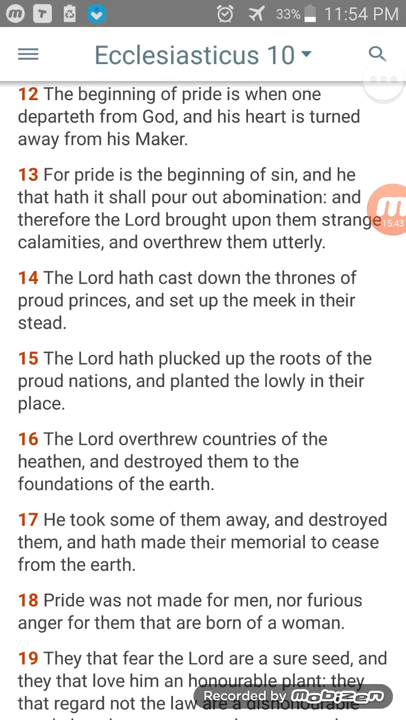 33% 11:54 PM
Ecclesiasticus 10
12 The beginning of pride is when one
departeth from God, and his heart is turned
away from his Maker.
13 For pride is the beginning of sin, and he
that hath it shall pour out abomination: and
therefore the Lord brought upon them strange
calamities, and overthrew them utterly.
15:43
14 The Lord hath cast down the thrones of
proud princes, and set up the meek in their
stead.
15 The Lord hath plucked up the roots of the
proud nations, and planted the lowly in their
place.
16 The Lord overthrew countries of the
heathen, and destroyed them to the
foundations of the earth.
17 He took some of them away, and destroyed
them, and hath made their memorial to cease
from the earth.
18 Pride was not made for men, nor furious
anger for them that are born of a woman.
19 They that fear the Lord are a sure seed, and
they that love him an honourable plant: they
that regard not the law are a dishonourable
Recorded by Mobizen